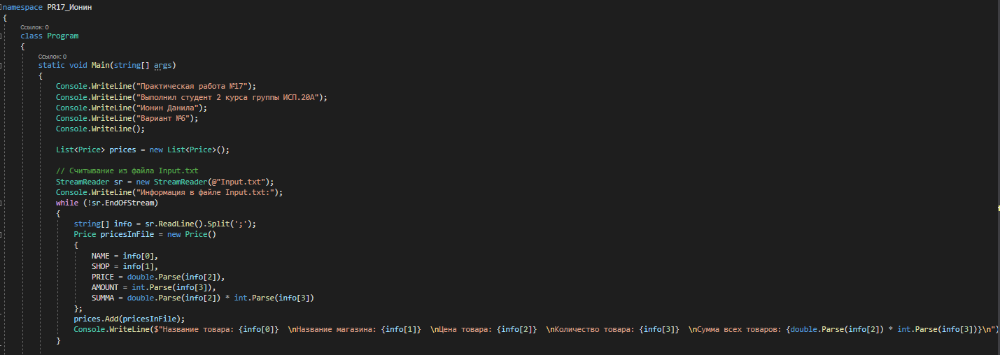 namespace PR17_Ионин
{
Ссылок: 0
class Program
{
Ссылок: 0
static void Main(string[] args)
{
Console.WriteLine("Практическая работа №17");
Console.WriteLine("Выполнил студент 2 курса группы ИСП.20А");
Console.WriteLine("Ионин Данила");
Console.WriteLine("Вариант №6");
Console.WriteLine();
List<Price> prices = new List<Price>();
// Считывание из файла Input.txt
StreamReader sr = new StreamReader(@"Input.txt");
Console.WriteLine("Информация в файле Input.txt:");
while (!sr.EndOfStream)
{
string[] info = sr.ReadLine().Split(';');
Price pricesInFile = new Price()
{
NAME = info[0],
SHOP = info[1],
PRICE = double.Parse(info[2]),
AMOUNT = int.Parse(info[3]),
SUMMA = double.Parse(info[2]) * int.Parse(info[3])
};
prices.Add(pricesInFile);
Console.WriteLine($"Название товара: {info[0]}  \nНазвание магазина: {info[1]}  \nЦена товара: {info[2]}  \nКоличество товара: {info[3]}  \nСумма всех товаров: {double.Parse(info[2]) * int.Parse(info[3])}\n")
}